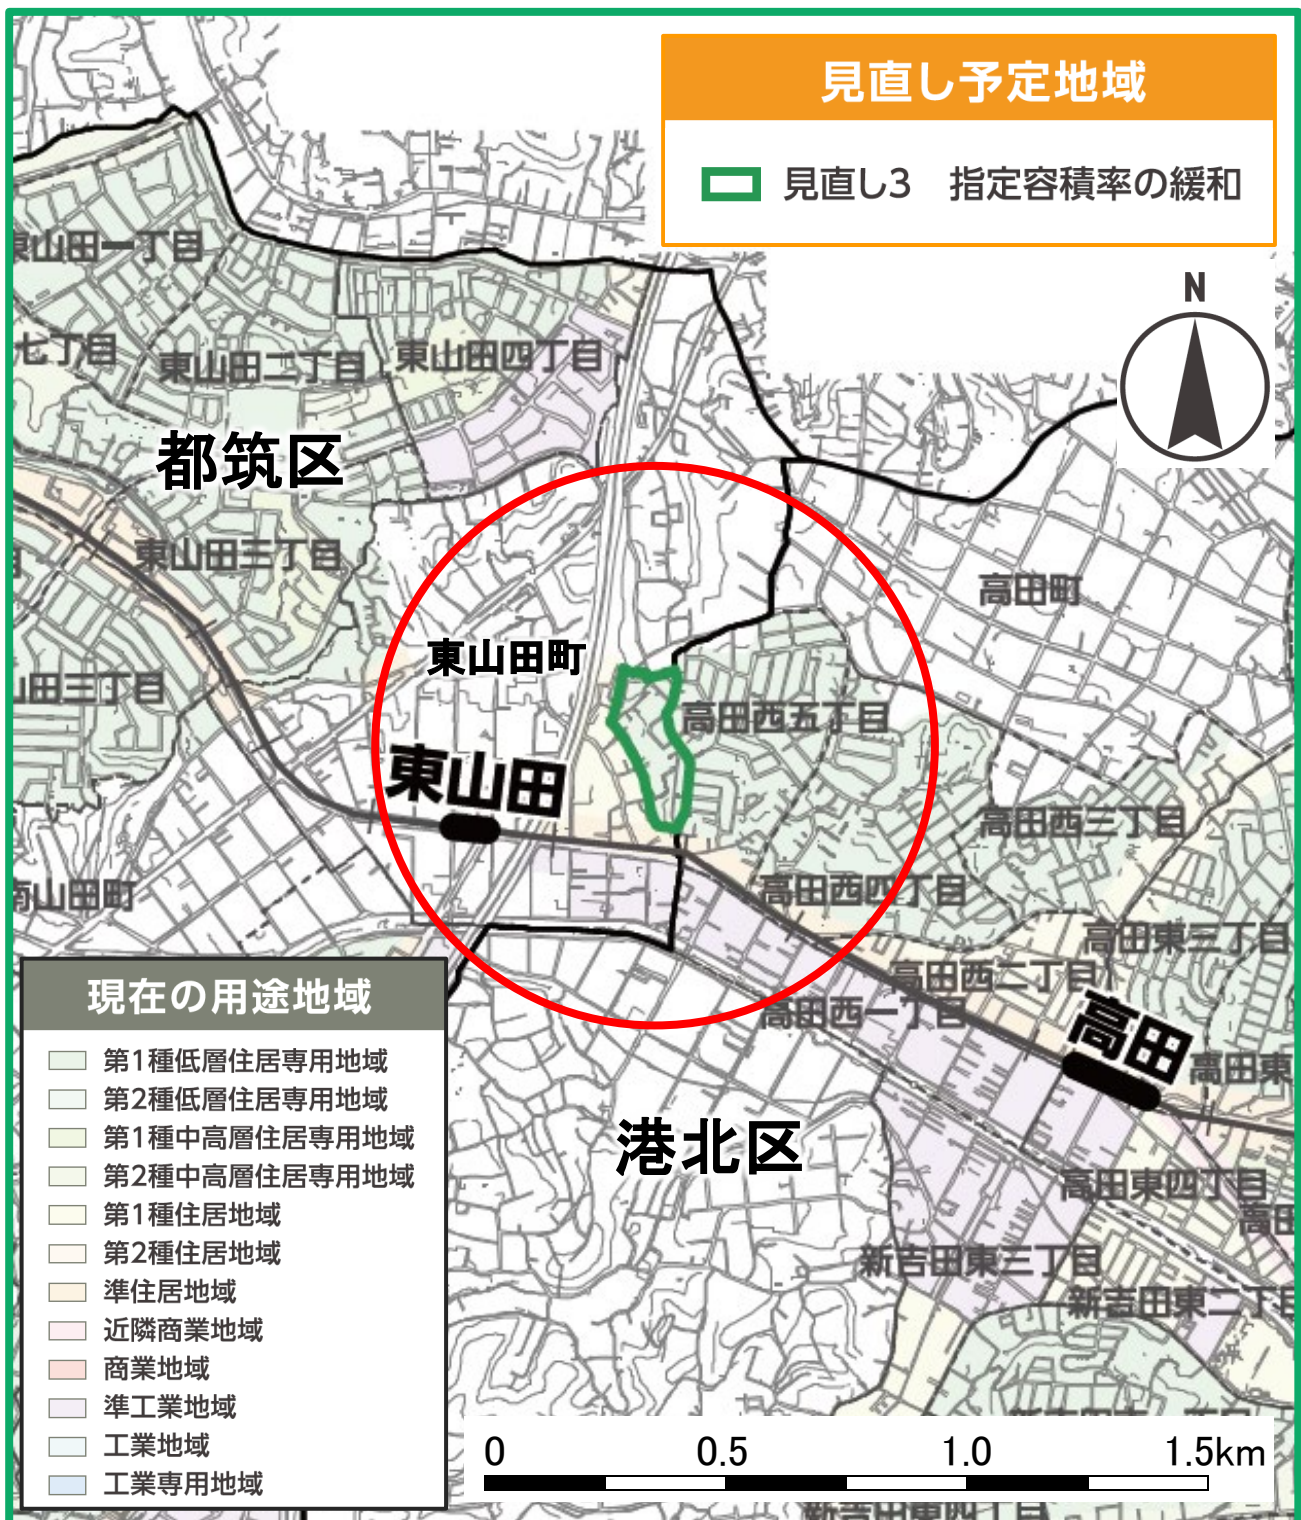 見直し予定地域
見直し3 指定容積率の緩和
N
東山田一丁目
七丁目
東山田二丁目
東山田四丁目
都筑区
東山田三丁目
高田町
東山田町
山田三丁目
高田西五丁目
東山田
高田西三丁目
南山田町
高田西四丁目
高田東三丁目
高田西二丁目
高田西一丁目
高田
高田東
港北区
高田東四丁目
高田
新吉田東三丁目
新吉田東二丁目
新吉田東四丁目
現在の用途地域
第1種低層住居専用地域
第2種低層住居専用地域
第1種中高層住居専用地域
第2種中高層住居専用地域
第1種住居地域
第2種住居地域
準住居地域
近隣商業地域
商業地域
準工業地域
工業地域
工業専用地域
0 0.5 1.0 1.5km